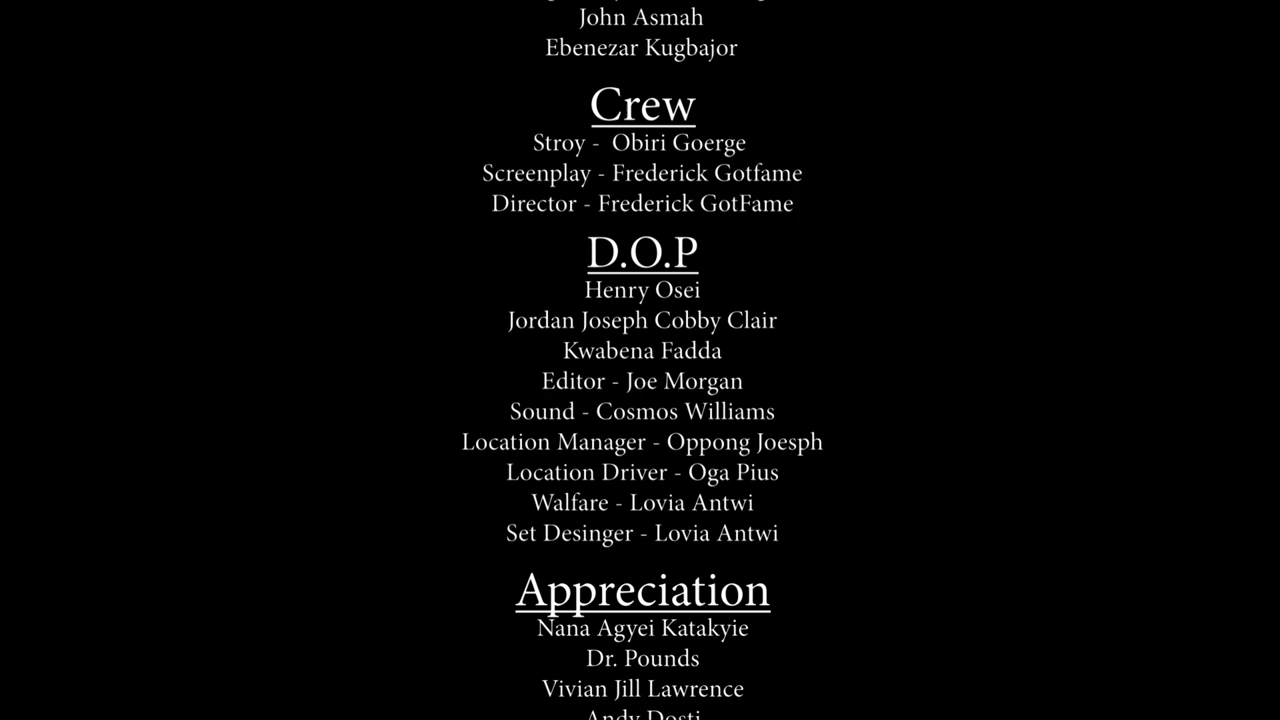 John Asmah
Ebenezar Kugbajor
Crew
Stroy - Obiri Goerge
Screenplay - Frederick Gotfame
Director - Frederick GotFame
D.O.P
Henry Osei
Jordan Joseph Cobby Clair
Kwabena Fadda
Editor - Joe Morgan
Sound - Cosmos Williams
Location Manager - Oppong Joesph
Location Driver - Oga Pius
Walfare - Lovia Antwi
Set Desinger - Lovia Antwi
Appreciation
Nana Agyei Katakyie
Dr. Pounds
Vivian Jill Lawrence
Andy Dosti